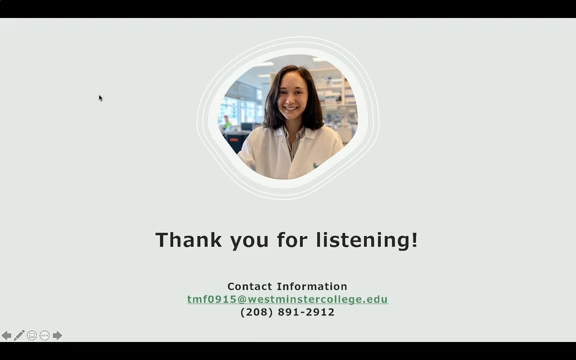 Thank you for listening!
Contact Information
tmf0915@westminstercollege.edu
(208) 891-2912